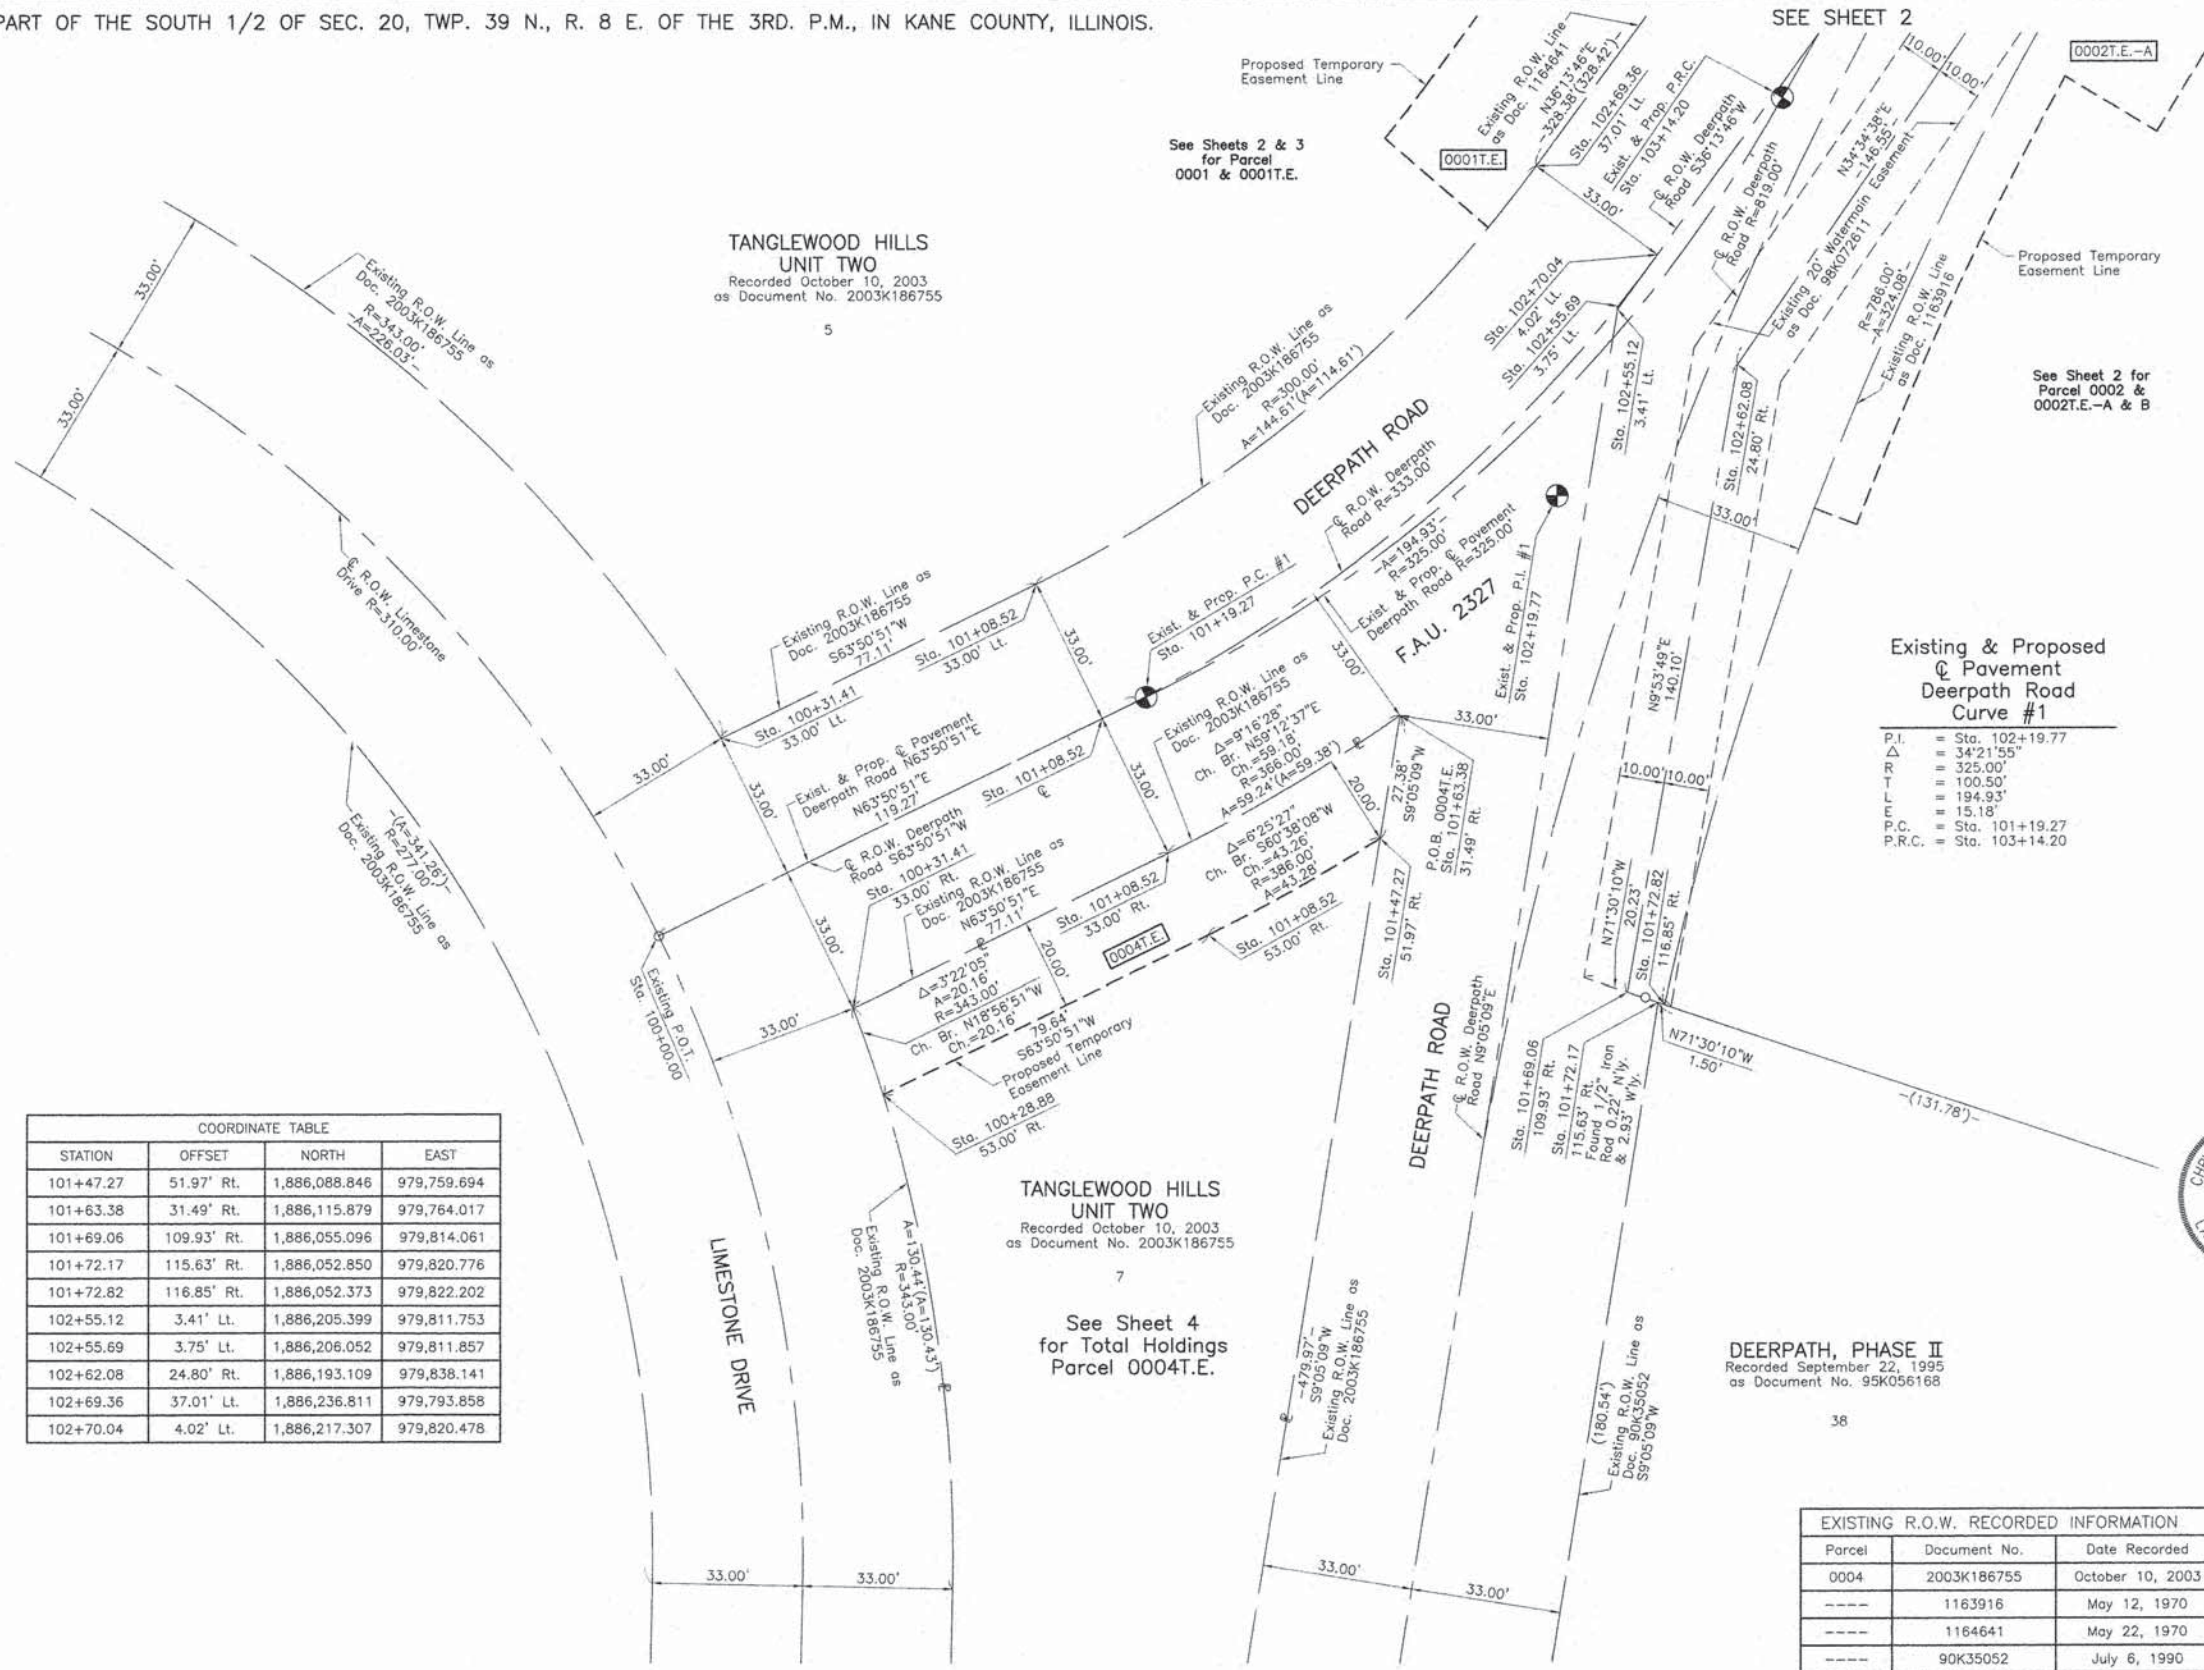 PART OF THE SOUTH 1/2 OF SEC. 20, TWP. 39 N., R. 8 E. OF THE 3RD. P.M., IN KANE COUNTY, ILLINOIS.
SEE SHEET 2
0002T.E.-A
Proposed Temporary
Easement Line
See Sheets 2 & 3
for Parcel
0001 & 0001T.E.
0001T.E.
Existing R.O.W. Line
as Doc. 1164641
N36°13'46"E
-328.38'(328.42')-
Sta. 102+69.36
37.01' Lt.
Exist. & Prop. P.R.C.
Sta. 103+14.20
33.00'
℄ R.O.W. Deerpath
Road S36°13'46"W
℄ R.O.W. Deerpath
Road R=819.00'
10.00'
10.00'
N34°34'38"E
-146.55'-
Existing 20' Watermain Easement
as Doc. 98K072611
R=786.00'
-A=324.08'-
Existing R.O.W. Line
as Doc. 1163916
Proposed Temporary
Easement Line
See Sheet 2 for
Parcel 0002 &
0002T.E.-A & B
TANGLEWOOD HILLS
UNIT TWO
Recorded October 10, 2003
as Document No. 2003K186755
5
33.00'
33.00'
Existing R.O.W. Line as
Doc. 2003K186755
R=343.00'
-A=226.03'-
℄ R.O.W. Limestone
Drive R=310.00'
-(A=341.26')-
R=277.00'
Existing R.O.W. Line as
Doc. 2003K186755
Existing R.O.W. Line as
Doc. 2003K186755
R=300.00'
A=144.61'(A=114.61')
Sta. 102+70.04
4.02' Lt.
Sta. 102+55.69
3.75' Lt.
Sta. 102+55.12
3.41' Lt.
Sta. 102+62.08
24.80' Rt.
33.00'
DEERPATH ROAD
℄ R.O.W. Deerpath
Road R=333.00'
-A=194.93'-
R=325.00'
Exist. & Prop. ℄ Pavement
Deerpath Road R=325.00'
F.A.U. 2327
Exist. & Prop. P.I. #1
Sta. 102+19.77
Exist. & Prop. P.C. #1
Sta. 101+19.27
Existing R.O.W. Line as
Doc. 2003K186755
S63°50'51"W
77.11'
Sta. 101+08.52
33.00' Lt.
Sta. 100+31.41
33.00' Lt.
33.00'
33.00'
33.00'
33.00'
33.00'
33.00'
Exist. & Prop. ℄ Pavement
Deerpath Road N63°50'51"E
N63°50'51"E
119.27'
Sta. 101+08.52
℄
℄ R.O.W. Deerpath
Road S63°50'51"W
Sta. 100+31.41
33.00' Rt.
Existing R.O.W. Line as
Doc. 2003K186755
N63°50'51"E
77.11'
Existing R.O.W. Line as
Doc. 2003K186755
Δ=9°16'28"
Ch. Br. N59°12'37"E
Ch.=59.18'
R=366.00'
A=59.24'(A=59.38')
33.00'
20.00'
27.38'
S9°05'09"W
P.O.B. 0004T.E.
Sta. 101+63.38
31.49' Rt.
Δ=6°25'27"
Ch. Br. S60°38'08"W
Ch.=43.26'
R=386.00'
A=43.28'
Sta. 101+08.52
33.00' Rt.
0004T.E.
Sta. 101+08.52
53.00' Rt.
Sta. 101+47.27
51.97' Rt.
20.00'
Δ=3°22'05"
A=20.16'
R=343.00'
Ch. Br. N18°56'51"W
Ch.=20.16'
79.64'
S63°50'51"W
Proposed Temporary
Easement Line
33.00'
Existing P.O.T.
Sta. 100+00.00
Sta. 100+28.88
53.00' Rt.
N9°53'49"E
140.10'
10.00'
10.00'
N71°30'10"W
20.23'
Sta. 101+72.82
116.85' Rt.
Existing & Proposed
℄ Pavement
Deerpath Road
Curve #1
P.I. = Sta. 102+19.77
Δ = 34°21'55"
R = 325.00'
T = 100.50'
L = 194.93'
E = 15.18'
P.C. = Sta. 101+19.27
P.R.C. = Sta. 103+14.20
Sta. 101+69.06
109.93' Rt.
Sta. 101+72.17
115.63' Rt.
Found 1/2" Iron
Rod 0.22' N'ly.
& 2.93' W'ly.
N71°30'10"W
1.50'
-(131.78')-
DEERPATH ROAD
℄ R.O.W. Deerpath
Road N9°05'09"E
COORDINATE TABLE
STATION OFFSET NORTH EAST
101+47.27 51.97' Rt. 1,886,088.846 979,759.694
101+63.38 31.49' Rt. 1,886,115.879 979,764.017
101+69.06 109.93' Rt. 1,886,055.096 979,814.061
101+72.17 115.63' Rt. 1,886,052.850 979,820.776
101+72.82 116.85' Rt. 1,886,052.373 979,822.202
102+55.12 3.41' Lt. 1,886,205.399 979,811.753
102+55.69 3.75' Lt. 1,886,206.052 979,811.857
102+62.08 24.80' Rt. 1,886,193.109 979,838.141
102+69.36 37.01' Lt. 1,886,236.811 979,793.858
102+70.04 4.02' Lt. 1,886,217.307 979,820.478
LIMESTONE DRIVE
A=130.44'(A=130.43')
R=343.00'
Existing R.O.W. Line as
Doc. 2003K186755
TANGLEWOOD HILLS
UNIT TWO
Recorded October 10, 2003
as Document No. 2003K186755
7
See Sheet 4
for Total Holdings
Parcel 0004T.E.
-479.97'-
S9°05'09"W
Existing R.O.W. Line as
Doc. 2003K186755
(180.54')
Existing R.O.W. Line as
Doc. 90K35052
S9°05'09"W
DEERPATH, PHASE II
Recorded September 22, 1995
as Document No. 95K056168
38
33.00'
33.00'
33.00'
33.00'
EXISTING R.O.W. RECORDED INFORMATION
Parcel Document No. Date Recorded
0004 2003K186755 October 10, 2003
---- 1163916 May 12, 1970
---- 1164641 May 22, 1970
---- 90K35052 July 6, 1990